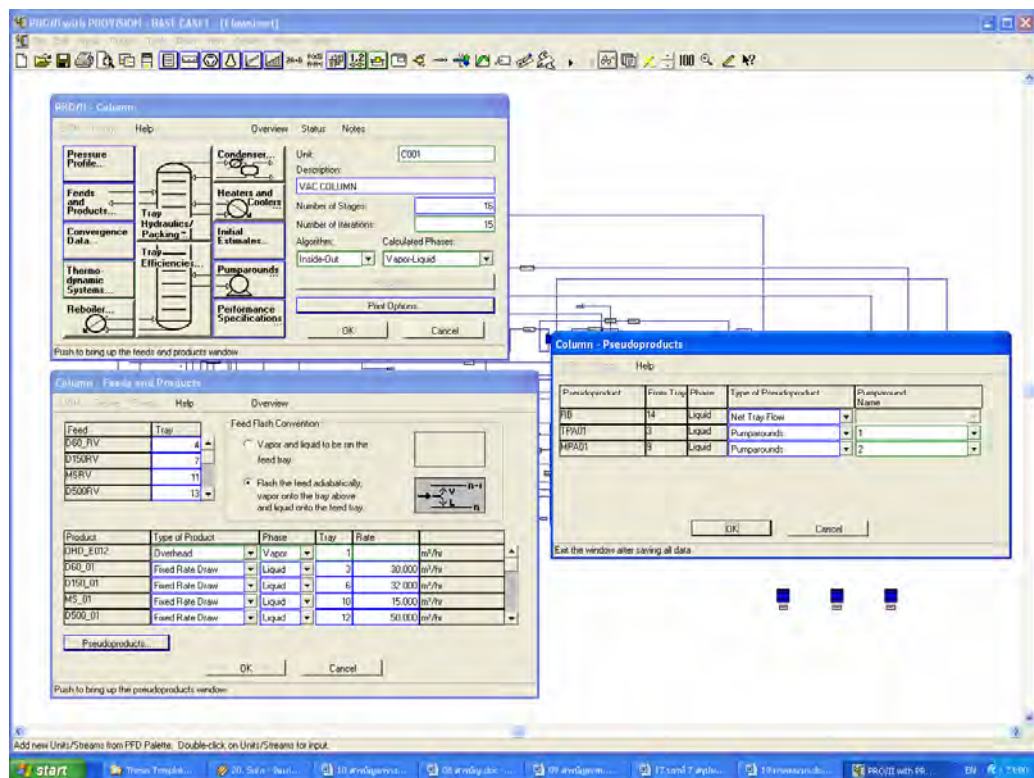 PRO/II with PROVISION - BASE CASE1 - [Flowsheet]
PRO/II - Column
Help Overview Status Notes
Pressure
Profile...
Feeds
and
Products...
Convergence
Data...
Thermo-
dynamic
Systems...
Reboiler...
Tray
Hydraulics/
Packing
Tray
Efficiencies...
Condenser...
Heaters and
Coolers
Initial
Estimates...
Pumparounds
Performance
Specifications
Unit: C001
Description:
VAC COLUMN
Number of Stages: 16
Number of Iterations: 15
Algorithm: Calculated Phases:
Inside-Out Vapor-Liquid
Print Options...
OK Cancel
Push to bring up the feeds and products window
Column - Feeds and Products
Help Overview
Feed Tray
D60_RV 4
D150RV 7
MSRV 11
D500RV 13
Feed Flash Convention
Vapor and liquid to be on the
feed tray.
Flash the feed adiabatically,
vapor onto the tray above
and liquid onto the feed tray.
V n-1
L n
Product Type of Product Phase Tray Rate
OHD_E012 Overhead Vapor 1 m³/hr
D60_01 Fixed Rate Draw Liquid 3 30.000 m³/hr
D150_01 Fixed Rate Draw Liquid 6 32.000 m³/hr
MS_01 Fixed Rate Draw Liquid 10 15.000 m³/hr
D500_01 Fixed Rate Draw Liquid 12 50.000 m³/hr
Pseudoproducts...
OK Cancel
Push to bring up the pseudoproducts window
Column - Pseudoproducts
Help
Pseudoproduct From Tray Phase Type of Pseudoproduct Pumparound
Name
RB 14 Liquid Net Tray Flow
TPA01 3 Liquid Pumparounds 1
MPA01 9 Liquid Pumparounds 2
OK Cancel
Exit the window after saving all data
Add new Units/Streams from PFD Palette. Double-click on Units/Streams for input.
start
PRO/II with PR...
EN